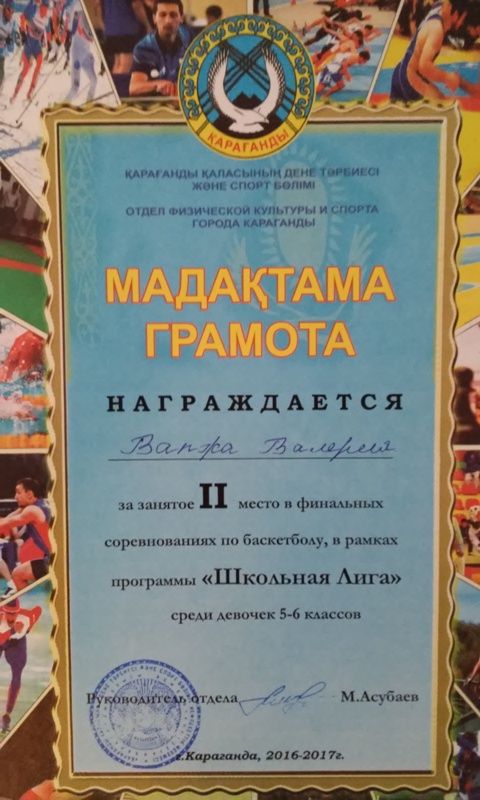 ҚАРАҒАНДЫ
ҚАРАҒАНДЫ ҚАЛАСЫНЫҢ ДЕНЕ ТӘРБИЕСІ
ЖӘНЕ СПОРТ БӨЛІМІ
ОТДЕЛ ФИЗИЧЕСКОЙ КУЛЬТУРЫ И СПОРТА
ГОРОДА КАРАГАНДЫ
МАДАҚТАМА
ГРАМОТА
НАГРАЖДАЕТСЯ
Валерия
за занятое II место в финальных
соревнованиях по баскетболу, в рамках
программы «Школьная Лига»
среди девочек 5-6 классов
Руководитель отдела М.Асубаев
г.Караганда, 2016-2017г.